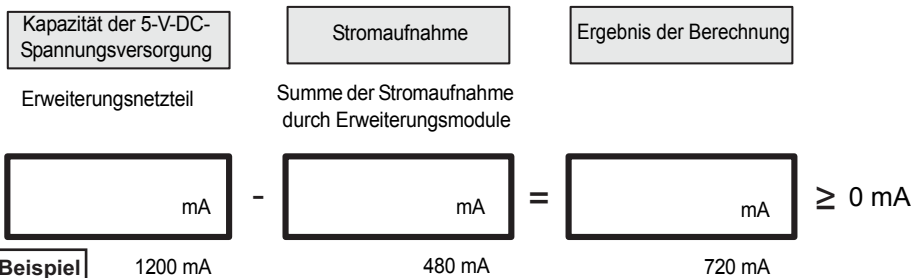 Kapazität der 5-V-DC-
Spannungsversorgung
Stromaufnahme
Ergebnis der Berechnung
Erweiterungsnetzteil
Summe der Stromaufnahme
durch Erweiterungsmodule
mA - mA = mA ≥ 0 mA
Beispiel 1200 mA 480 mA 720 mA